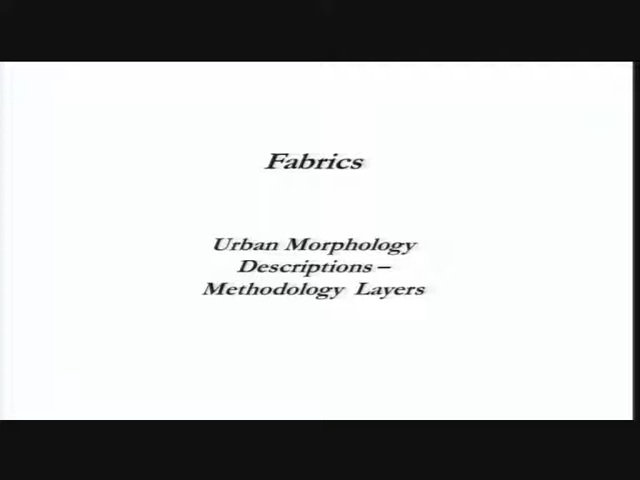 Fabrics
Urban Morphology
Descriptions –
Methodology Layers